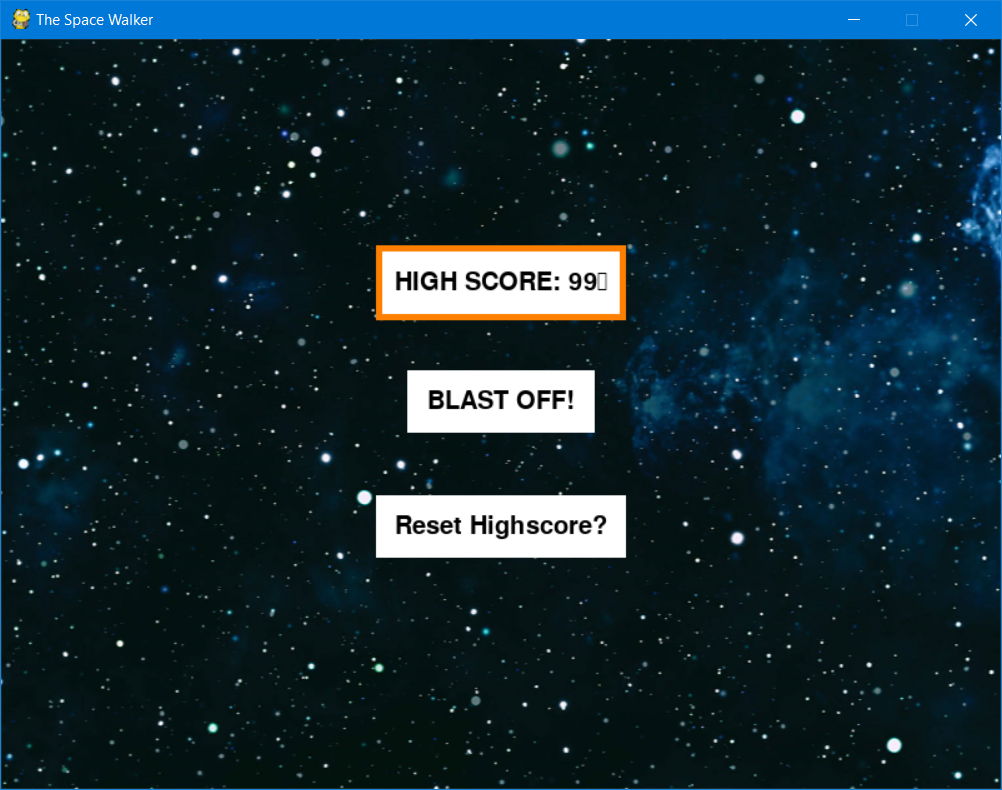 The Space Walker
HIGH SCORE: 99▯
BLAST OFF!
Reset Highscore?